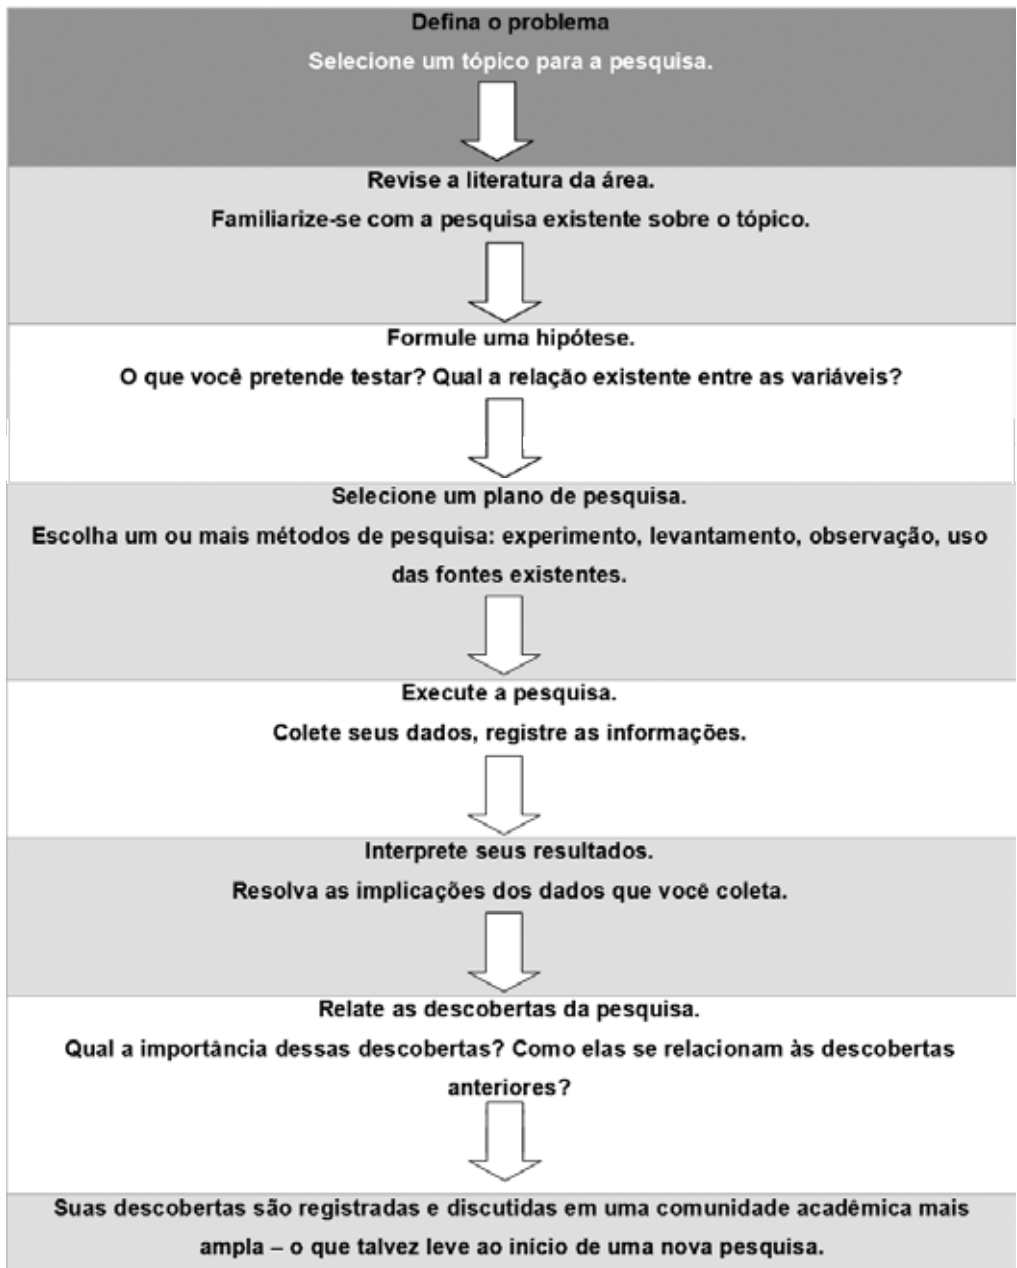 Defina o problema
Selecione um tópico para a pesquisa.
Revise a literatura da área.
Familiarize-se com a pesquisa existente sobre o tópico.
Formule uma hipótese.
O que você pretende testar? Qual a relação existente entre as variáveis?
Selecione um plano de pesquisa.
Escolha um ou mais métodos de pesquisa: experimento, levantamento, observação, uso
das fontes existentes.
Execute a pesquisa.
Colete seus dados, registre as informações.
Interprete seus resultados.
Resolva as implicações dos dados que você coleta.
Relate as descobertas da pesquisa.
Qual a importância dessas descobertas? Como elas se relacionam às descobertas
anteriores?
Suas descobertas são registradas e discutidas em uma comunidade acadêmica mais
ampla – o que talvez leve ao início de uma nova pesquisa.